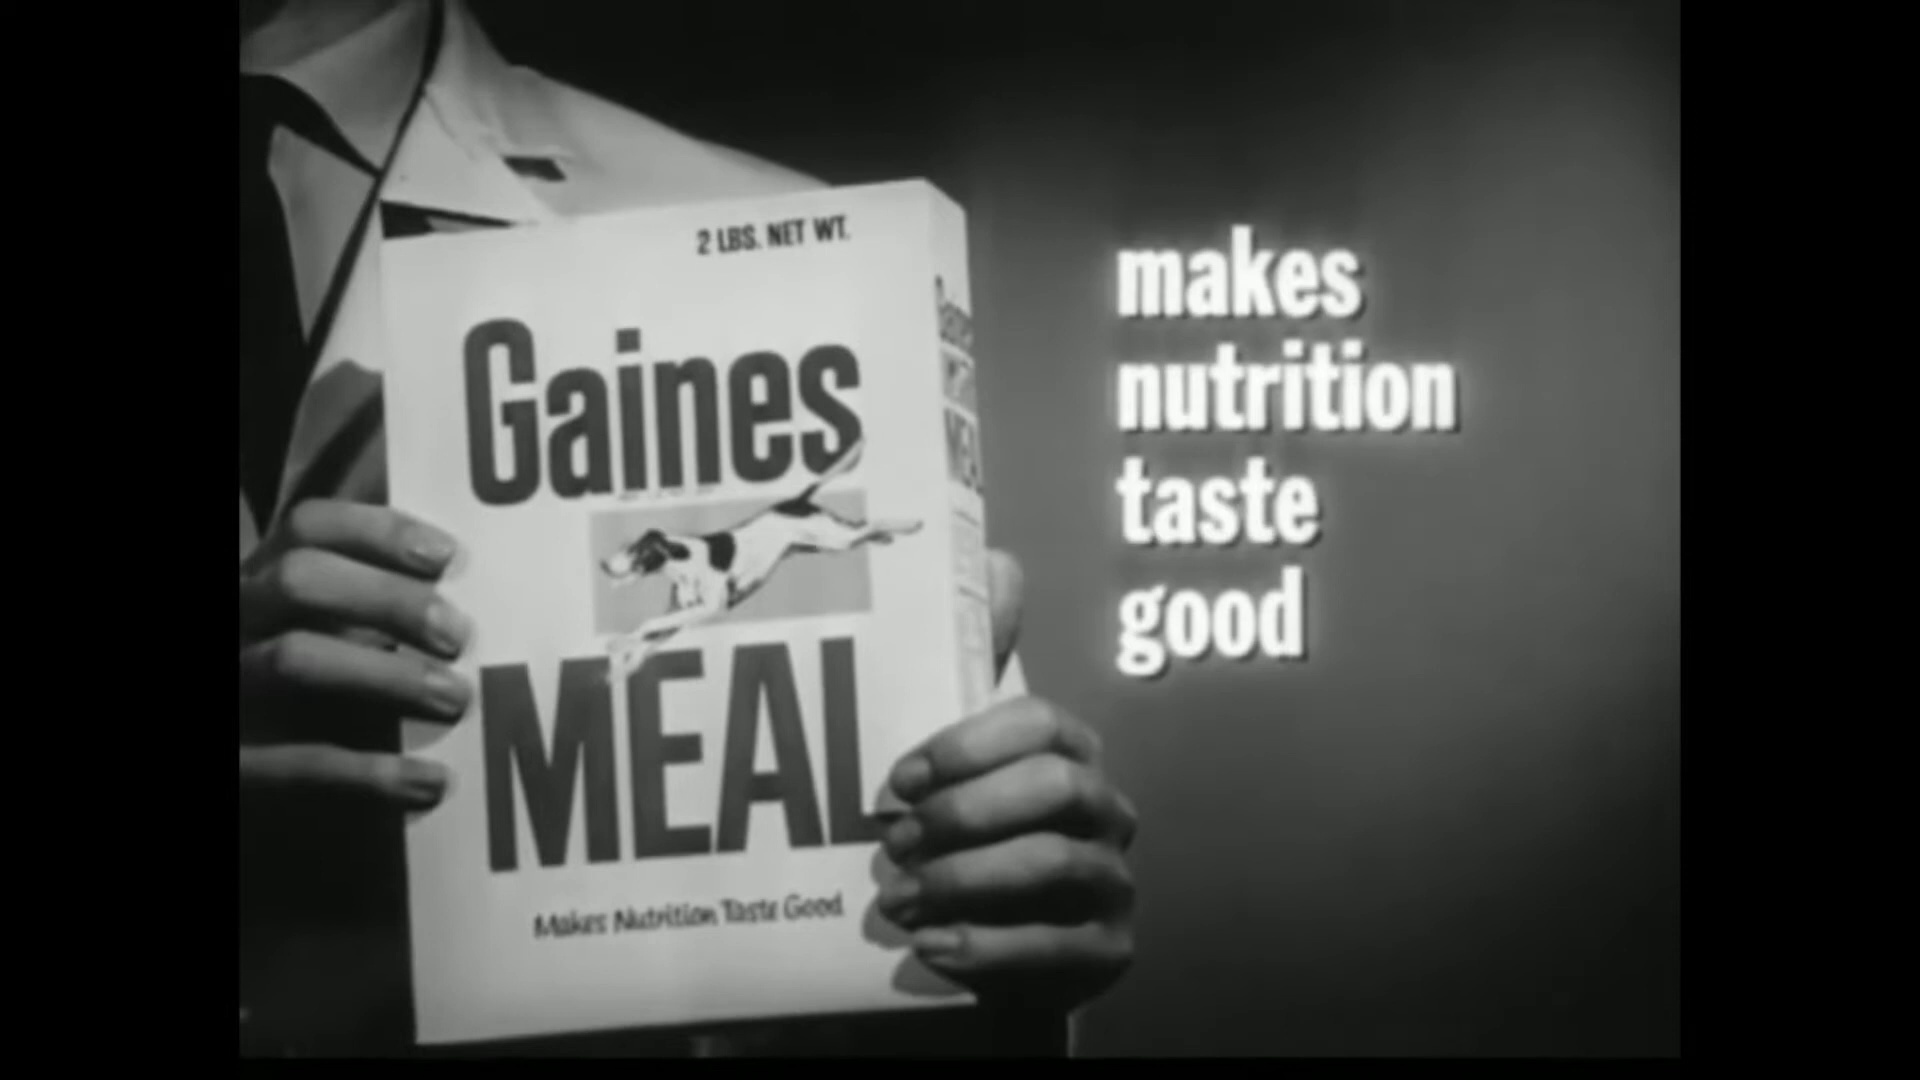 2 LBS. NET WT.
Gaines
MEAL
Makes Nutrition Taste Good
makes
nutrition
taste
good